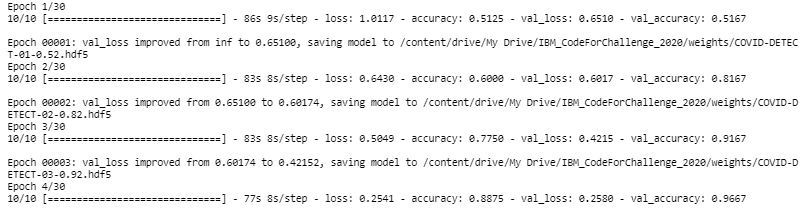 Epoch 1/30
10/10 [==============================] - 86s 9s/step - loss: 1.0117 - accuracy: 0.5125 - val_loss: 0.6510 - val_accuracy: 0.5167
Epoch 00001: val_loss improved from inf to 0.65100, saving model to /content/drive/My Drive/IBM_CodeForChallenge_2020/weights/COVID-DETEC
T-01-0.52.hdf5
Epoch 2/30
10/10 [==============================] - 83s 8s/step - loss: 0.6430 - accuracy: 0.6000 - val_loss: 0.6017 - val_accuracy: 0.8167
Epoch 00002: val_loss improved from 0.65100 to 0.60174, saving model to /content/drive/My Drive/IBM_CodeForChallenge_2020/weights/COVID-D
ETECT-02-0.82.hdf5
Epoch 3/30
10/10 [==============================] - 83s 8s/step - loss: 0.5049 - accuracy: 0.7750 - val_loss: 0.4215 - val_accuracy: 0.9167
Epoch 00003: val_loss improved from 0.60174 to 0.42152, saving model to /content/drive/My Drive/IBM_CodeForChallenge_2020/weights/COVID-D
ETECT-03-0.92.hdf5
Epoch 4/30
10/10 [==============================] - 77s 8s/step - loss: 0.2541 - accuracy: 0.8875 - val_loss: 0.2580 - val_accuracy: 0.9667